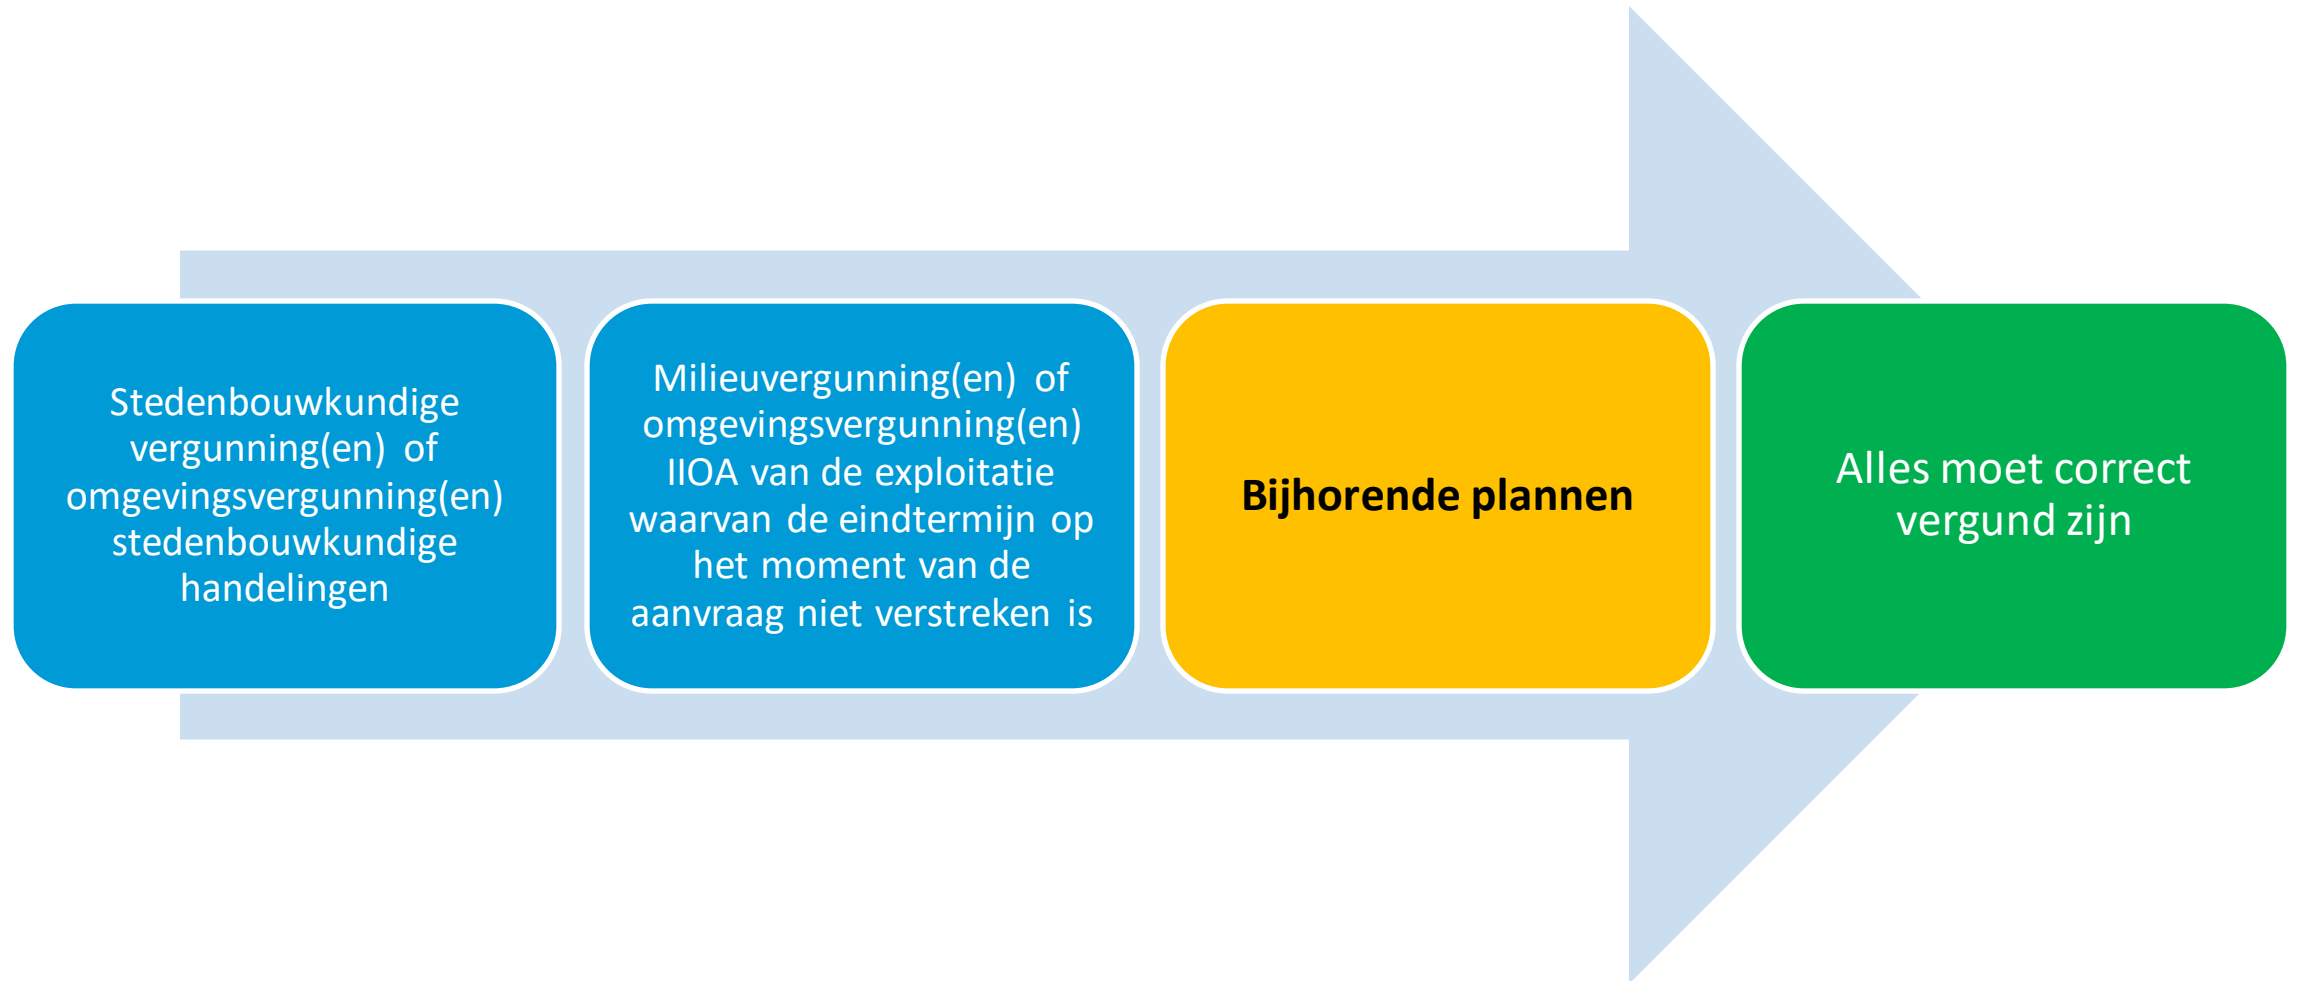 Stedenbouwkundige
vergunning(en) of
omgevingsvergunning(en)
stedenbouwkundige
handelingen
Milieuvergunning(en) of
omgevingsvergunning(en)
IIOA van de exploitatie
waarvan de eindtermijn op
het moment van de
aanvraag niet verstreken is
Bijhorende plannen
Alles moet correct
vergund zijn